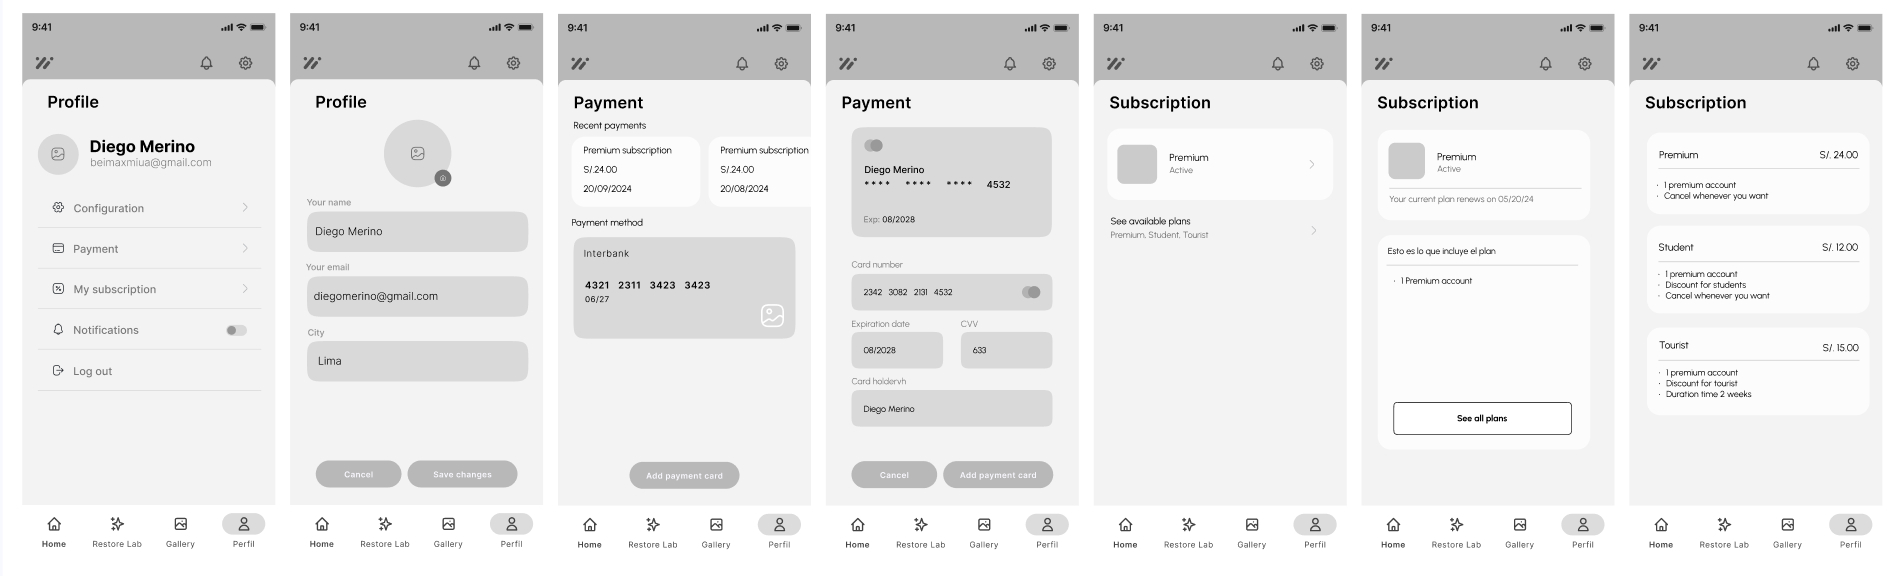 9:41
Profile
Diego Merino
beimaxmiua@gmail.com
Configuration
Payment
My subscription
Notifications
Log out
Home Restore Lab Gallery Perfil
9:41
Profile
Your name
Diego Merino
Your email
diegomerino@gmail.com
City
Lima
Cancel Save changes
Home Restore Lab Gallery Perfil
9:41
Payment
Recent payments
Premium subscription Premium subscription
S/.24.00 S/.24.00
20/09/2024 20/08/2024
Payment method
Interbank
4321 2311 3423 3423
06/27
Add payment card
Home Restore Lab Gallery Perfil
9:41
Payment
Diego Merino
**** **** **** 4532
Exp: 08/2028
Card number
2342 3082 2131 4532
Expiration date CVV
08/2028 633
Card holdervh
Diego Merino
Cancel Add payment card
Home Restore Lab Gallery Perfil
9:41
Subscription
Premium
Active
See available plans
Premium, Student, Tourist
Home Restore Lab Gallery Perfil
9:41
Subscription
Premium
Active
Your current plan renews on 05/20/24
Esto es lo que incluye el plan
· 1 Premium account
See all plans
Home Restore Lab Gallery Perfil
9:41
Subscription
Premium S/. 24.00
· 1 premium account
· Cancel whenever you want
Student S/. 12.00
· 1 premium account
· Discount for students
· Cancel whenever you want
Tourist S/. 15.00
· 1 premium account
· Discount for tourist
· Duration time 2 weeks
Home Restore Lab Gallery Perfil